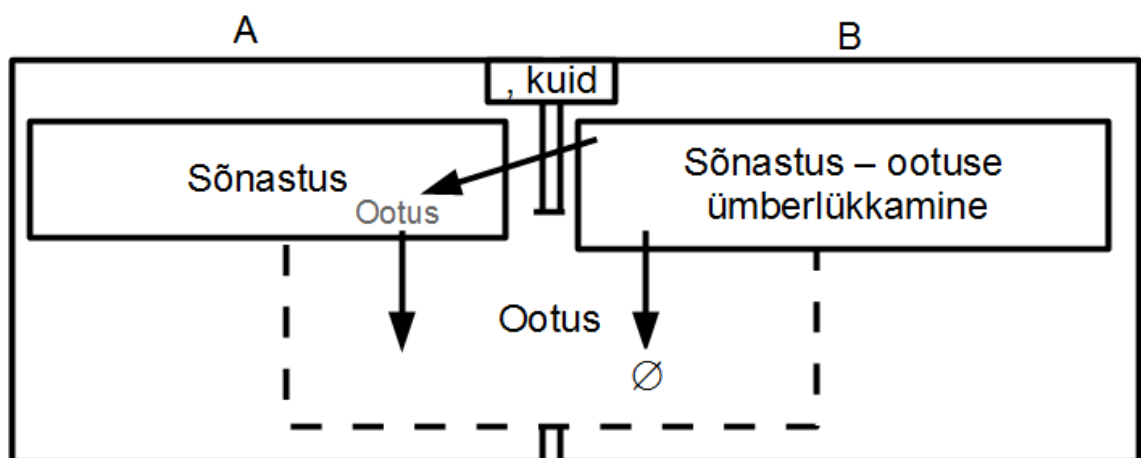 A
B
, kuid
Sõnastus
Ootus
Sõnastus – ootuse
ümberlükkamine
Ootus
∅